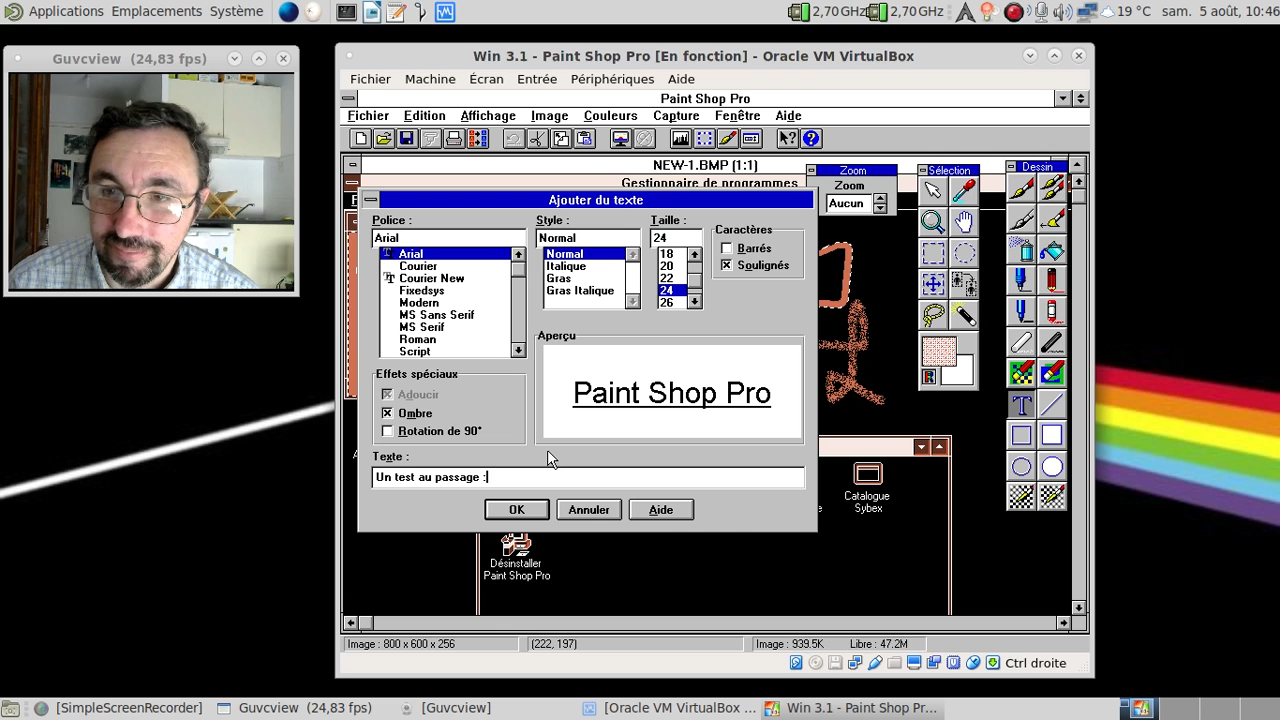 Applications Emplacements Système
2,70 GHz 2,70 GHz 19 °C sam. 5 août, 10:46
Guvcview (24,83 fps)
Win 3.1 - Paint Shop Pro [En fonction] - Oracle VM VirtualBox
Fichier Machine Écran Entrée Périphériques Aide
Paint Shop Pro
Fichier Edition Affichage Image Couleurs Capture Fenêtre Aide
NEW-1.BMP (1:1)
Gestionnaire de programmes
Zoom
Zoom
Aucun
Sélection
Dessin
Ajouter du texte
Police : Style : Taille :
Arial Normal 24
Arial
Courier
Courier New
Fixedsys
Modern
MS Sans Serif
MS Serif
Roman
Script
Normal
Italique
Gras
Gras Italique
18
20
22
24
26
Caractères
Barrés
Soulignés
Effets spéciaux
Adoucir
Ombre
Rotation de 90°
Aperçu
Paint Shop Pro
Texte :
Un test au passage :
OK Annuler Aide
Catalogue
Sybex
Désinstaller
Paint Shop Pro
Image : 800 x 600 x 256 (222, 197) Image : 939.5K Libre : 47.2M
Ctrl droite
[SimpleScreenRecorder] Guvcview (24,83 fps) [Guvcview] [Oracle VM VirtualBox ... Win 3.1 - Paint Shop Pr...